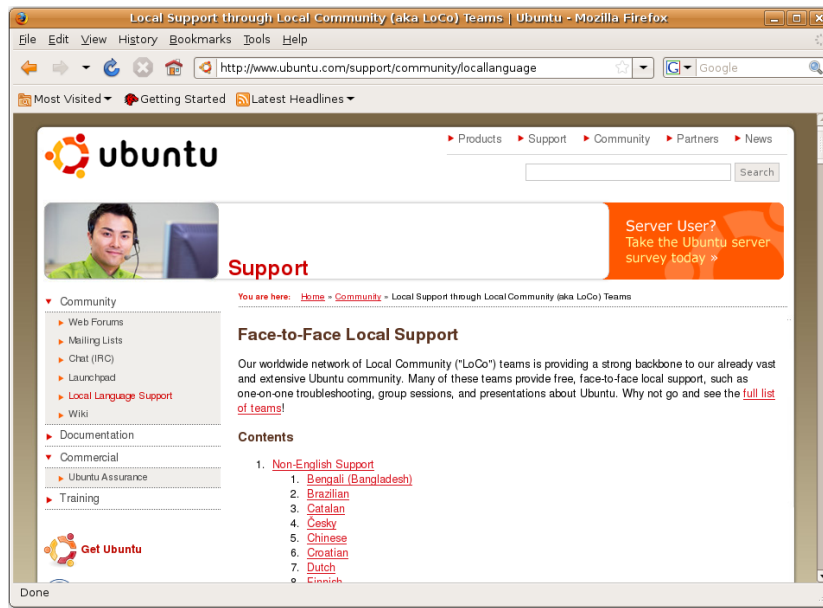 Local Support through Local Community (aka LoCo) Teams | Ubuntu - Mozilla Firefox
File Edit View History Bookmarks Tools Help
http://www.ubuntu.com/support/community/locallanguage
Google
Most Visited
Getting Started
Latest Headlines
ubuntu
Products
Support
Community
Partners
News
Search
Support
Server User?
Take the Ubuntu server
survey today »
Community
Web Forums
Mailing Lists
Chat (IRC)
Launchpad
Local Language Support
Wiki
Documentation
Commercial
Ubuntu Assurance
Training
Get Ubuntu
You are here: Home » Community » Local Support through Local Community (aka LoCo) Teams
Face-to-Face Local Support
Our worldwide network of Local Community ("LoCo") teams is providing a strong backbone to our already vast
and extensive Ubuntu community. Many of these teams provide free, face-to-face local support, such as
one-on-one troubleshooting, group sessions, and presentations about Ubuntu. Why not go and see the full list
of teams!
Contents
1. Non-English Support
1. Bengali (Bangladesh)
2. Brazilian
3. Catalan
4. Česky
5. Chinese
6. Croatian
7. Dutch
8. Finnish
Done